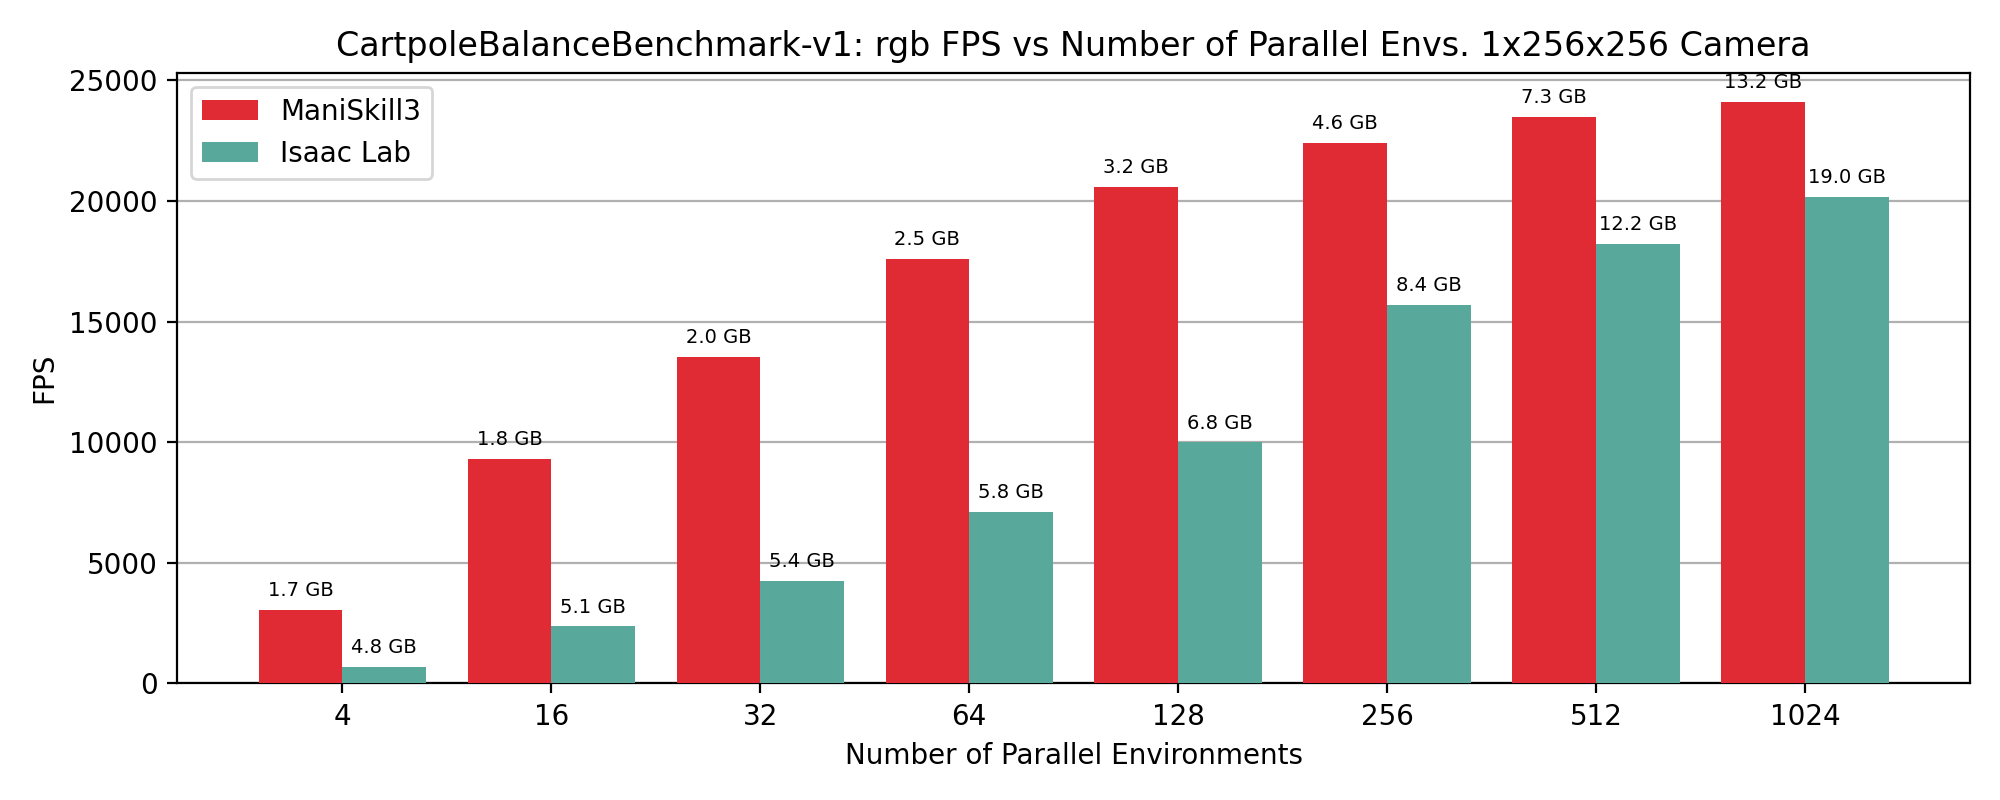 CartpoleBalanceBenchmark-v1: rgb FPS vs Number of Parallel Envs. 1x256x256 Camera
ManiSkill3
Isaac Lab
FPS
25000
20000
15000
10000
5000
0
1.7 GB
4.8 GB
1.8 GB
5.1 GB
2.0 GB
5.4 GB
2.5 GB
5.8 GB
3.2 GB
6.8 GB
4.6 GB
8.4 GB
7.3 GB
12.2 GB
13.2 GB
19.0 GB
4 16 32 64 128 256 512 1024
Number of Parallel Environments